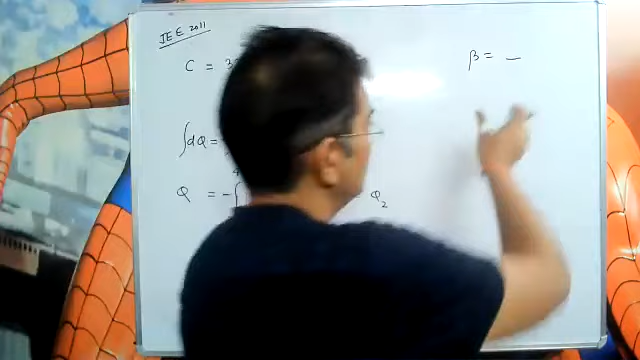 JEE 2011
C = 3
β = _
∫dQ =
Q = -∫ Q₂